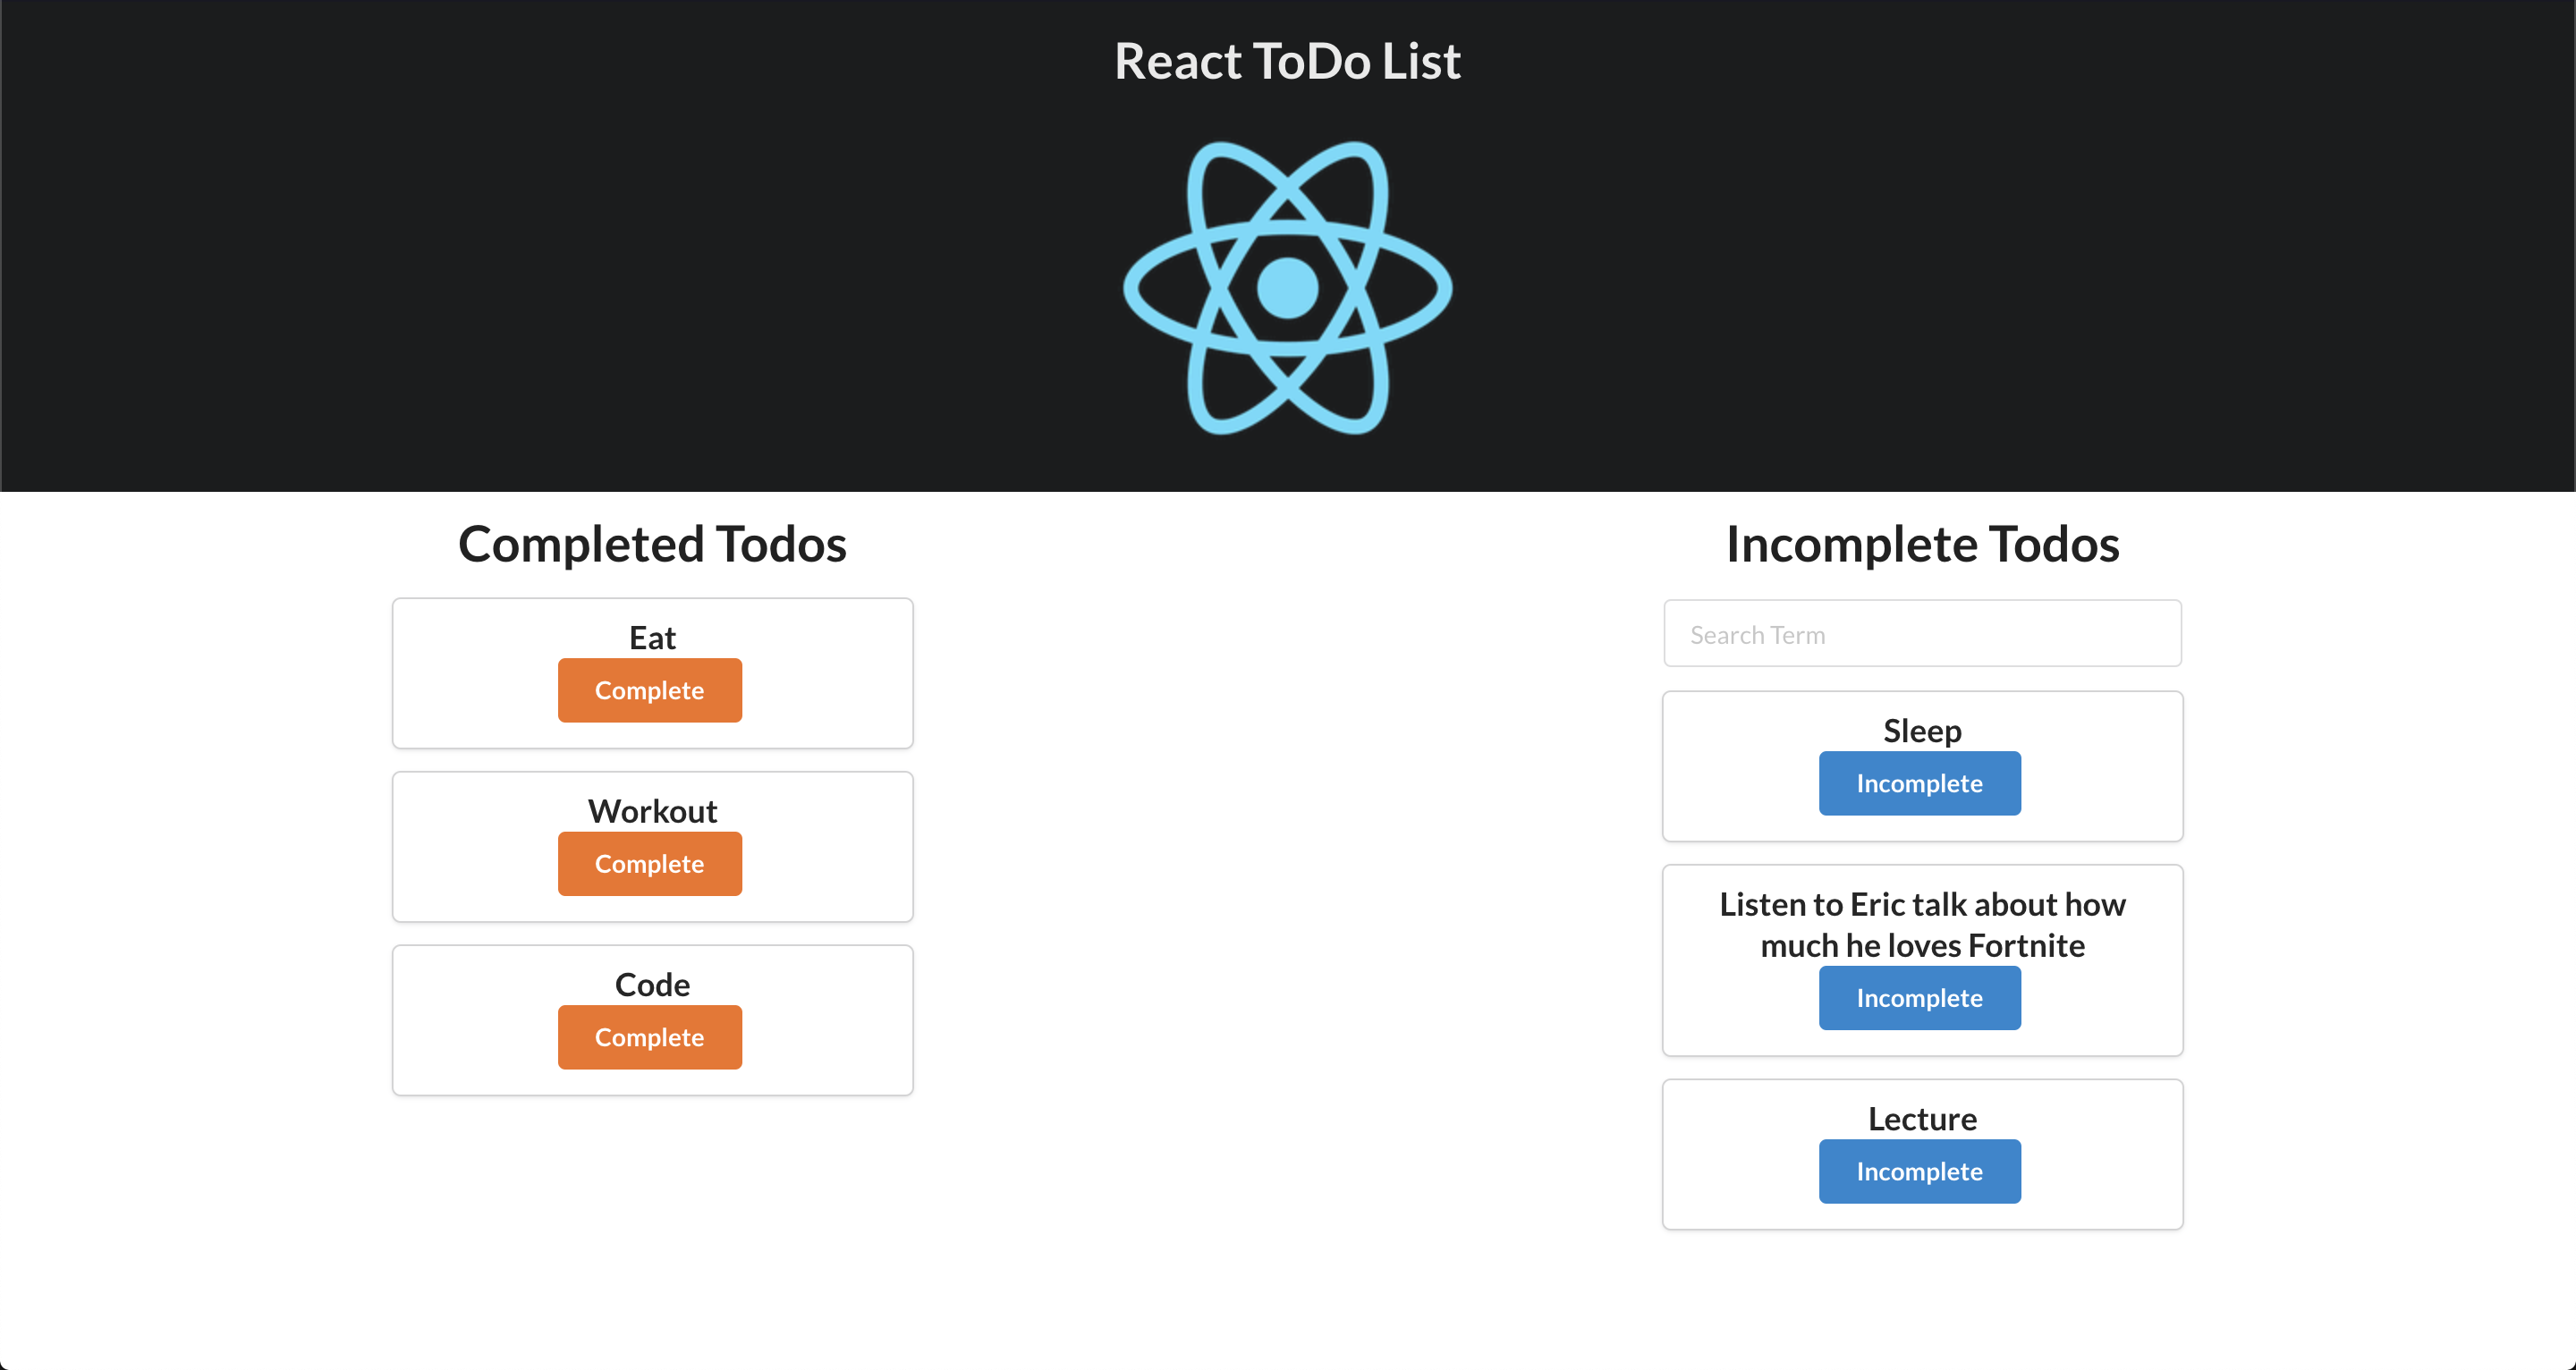 React ToDo List
Completed Todos
Eat
Complete
Workout
Complete
Code
Complete
Incomplete Todos
Search Term
Sleep
Incomplete
Listen to Eric talk about how
much he loves Fortnite
Incomplete
Lecture
Incomplete